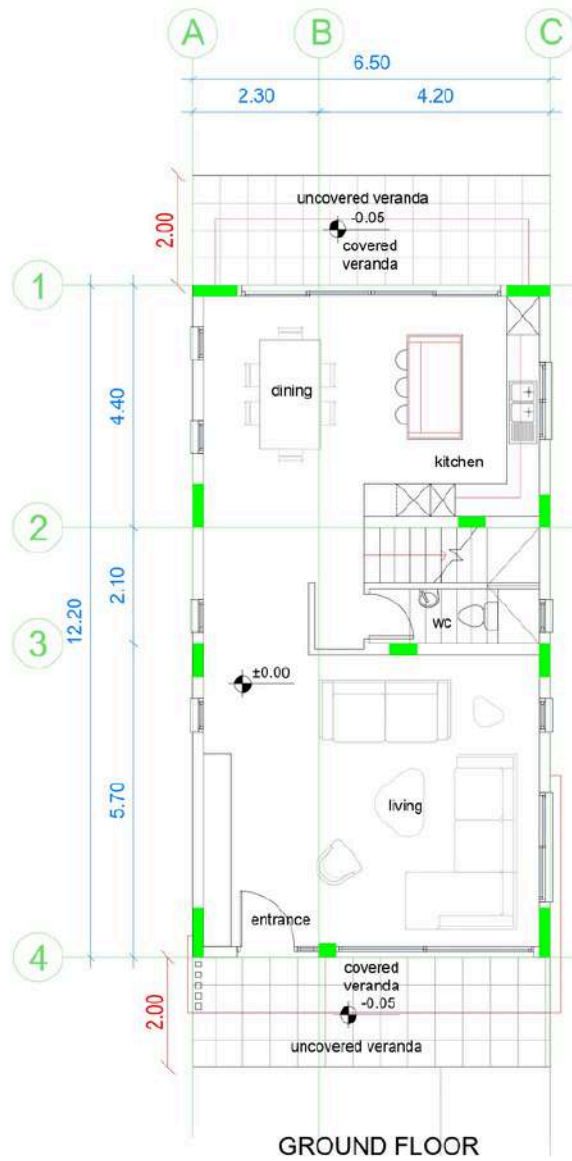 A
B
C
6.50
2.30
4.20
2.00
uncovered veranda
-0.05
covered
veranda
1
4.40
dining
kitchen
2
2.10
12.20
wc
3
±0.00
5.70
living
entrance
4
covered
veranda
-0.05
2.00
uncovered veranda
GROUND FLOOR